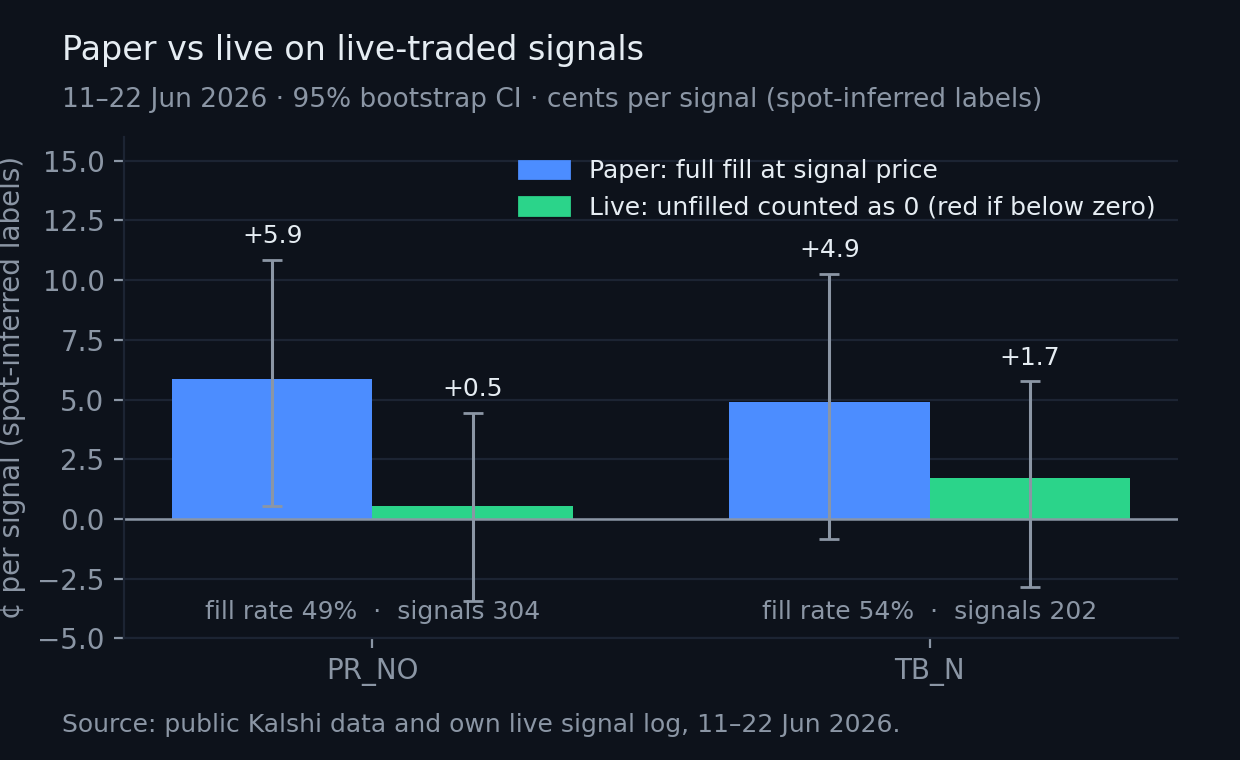 Paper vs live on live-traded signals
11–22 Jun 2026 · 95% bootstrap CI · cents per signal (spot-inferred labels)
¢ per signal (spot-inferred labels)
15.0
12.5
10.0
7.5
5.0
2.5
0.0
−2.5
−5.0
Paper: full fill at signal price
Live: unfilled counted as 0 (red if below zero)
+5.9
+0.5
+4.9
+1.7
fill rate 49% · signals 304
fill rate 54% · signals 202
PR_NO
TB_N
Source: public Kalshi data and own live signal log, 11–22 Jun 2026.